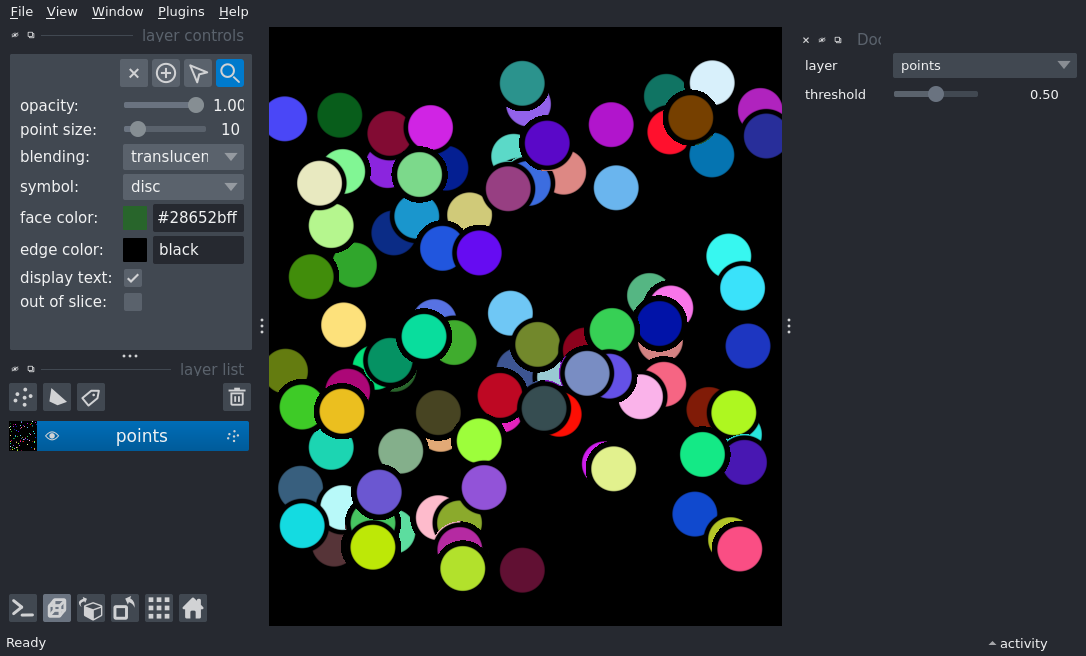 File View Window Plugins Help
layer controls
opacity: 1.00
point size: 10
blending: translucen
symbol: disc
face color: #28652bff
edge color: black
display text:
out of slice:
layer list
points
Ready
Doc
layer points
threshold 0.50
activity